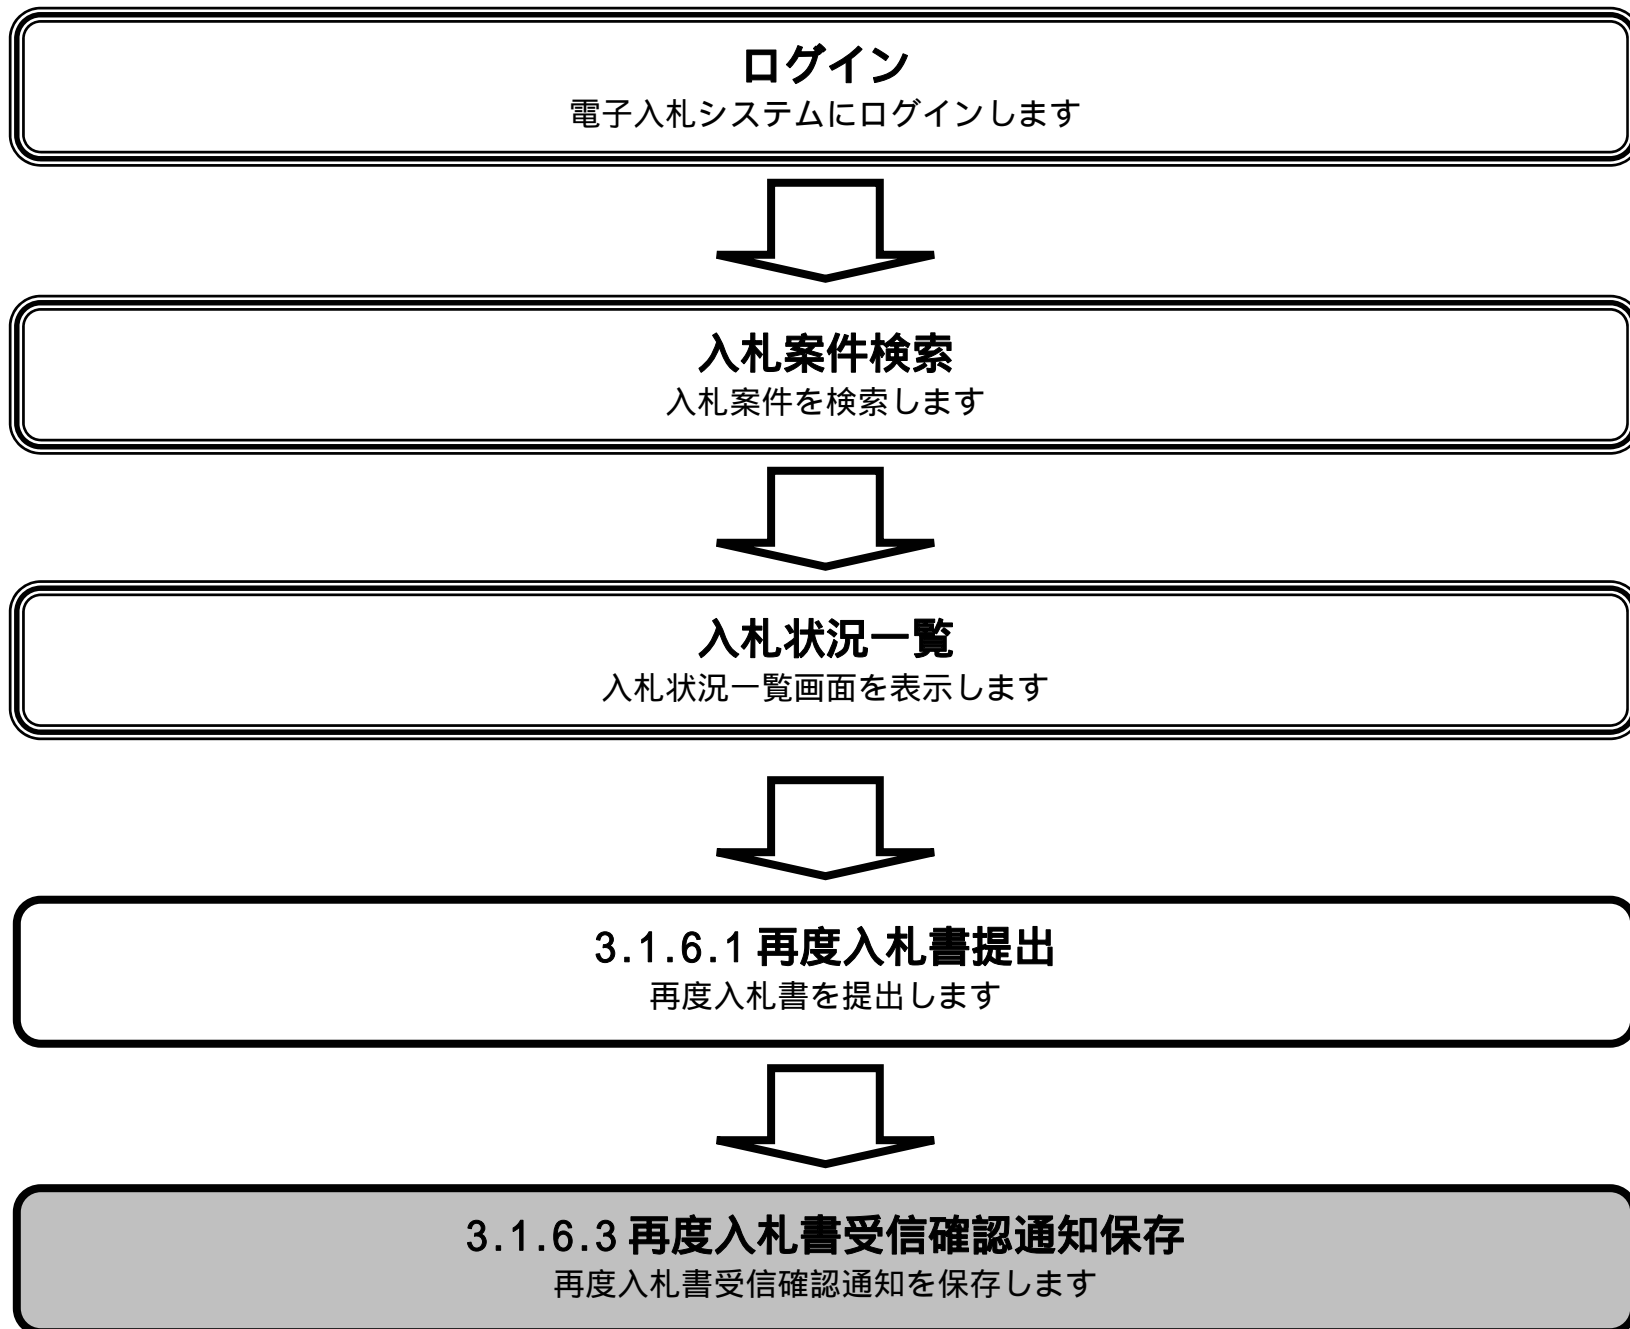 ログイン
電子入札システムにログインします
入札案件検索
入札案件を検索します
入札状況一覧
入札状況一覧画面を表示します
3.1.6.1 再度入札書提出
再度入札書を提出します
3.1.6.3 再度入札書受信確認通知保存
再度入札書受信確認通知を保存します